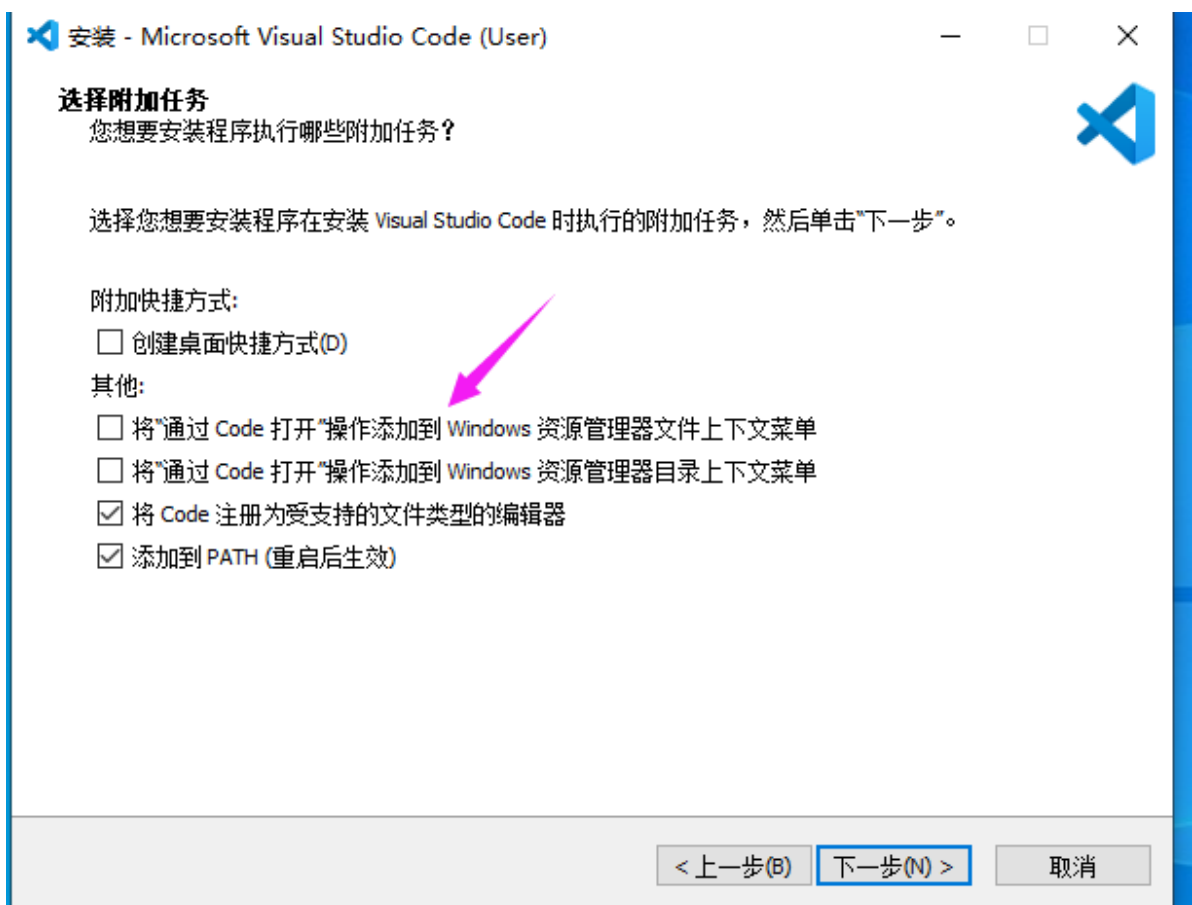 安装 - Microsoft Visual Studio Code (User)
选择附加任务
您想要安装程序执行哪些附加任务？
选择您想要安装程序在安装 Visual Studio Code 时执行的附加任务，然后单击"下一步"。
附加快捷方式:
创建桌面快捷方式(D)
其他:
将"通过 Code 打开"操作添加到 Windows 资源管理器文件上下文菜单
将"通过 Code 打开"操作添加到 Windows 资源管理器目录上下文菜单
将 Code 注册为受支持的文件类型的编辑器
添加到 PATH (重启后生效)
< 上一步(B) 下一步(N) > 取消